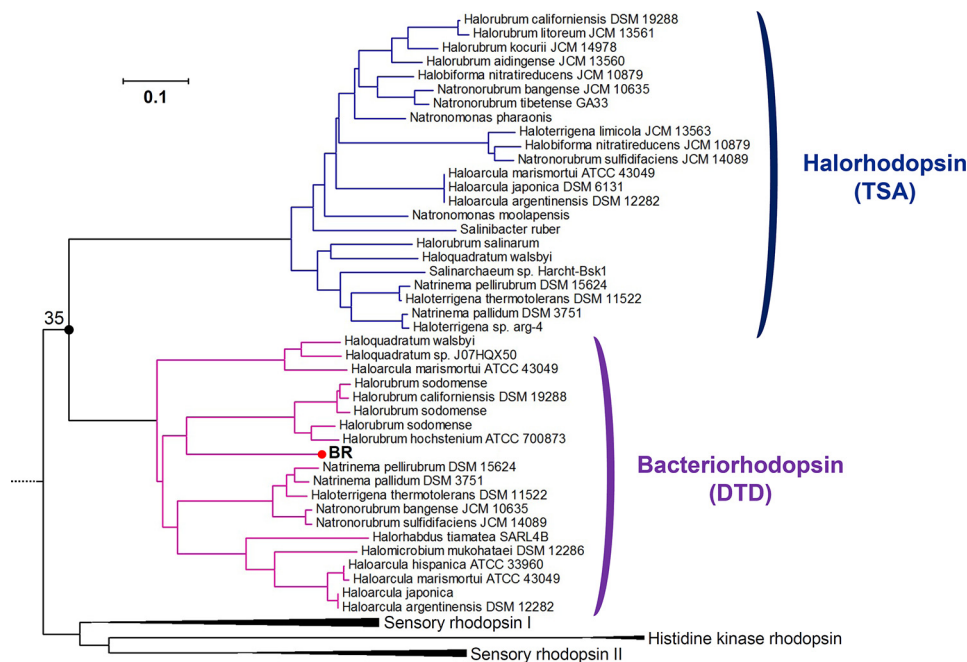 Halorubrum californiensis DSM 19288
Halorubrum litoreum JCM 13561
Halorubrum kocurii JCM 14978
Halorubrum aidingense JCM 13560
Halobiforma nitratireducens JCM 10879
Natronorubrum bangense JCM 10635
Natronorubrum tibetense GA33
Natronomonas pharaonis
Haloterrigena limicola JCM 13563
Halobiforma nitratireducens JCM 10879
Natronorubrum sulfidifaciens JCM 14089
Haloarcula marismortui ATCC 43049
Haloarcula japonica DSM 6131
Haloarcula argentinensis DSM 12282
Natronomonas moolapensis
Salinibacter ruber
Halorubrum salinarum
Haloquadratum walsbyi
Salinarchaeum sp. Harcht-Bsk1
Natrinema pellirubrum DSM 15624
Haloterrigena thermotolerans DSM 11522
Natrinema pallidum DSM 3751
Haloterrigena sp. arg-4
0.1
Halorhodopsin
(TSA)
35
Haloquadratum walsbyi
Haloquadratum sp. J07HQX50
Haloarcula marismortui ATCC 43049
Halorubrum sodomense
Halorubrum californiensis DSM 19288
Halorubrum sodomense
Halorubrum sodomense
Halorubrum hochstenium ATCC 700873
BR
Natrinema pellirubrum DSM 15624
Natrinema pallidum DSM 3751
Haloterrigena thermotolerans DSM 11522
Natronorubrum bangense JCM 10635
Natronorubrum sulfidifaciens JCM 14089
Halorhabdus tiamatea SARL4B
Halomicrobium mukohataei DSM 12286
Haloarcula hispanica ATCC 33960
Haloarcula marismortui ATCC 43049
Haloarcula japonica
Haloarcula argentinensis DSM 12282
Bacteriorhodopsin
(DTD)
Sensory rhodopsin I
Histidine kinase rhodopsin
Sensory rhodopsin II